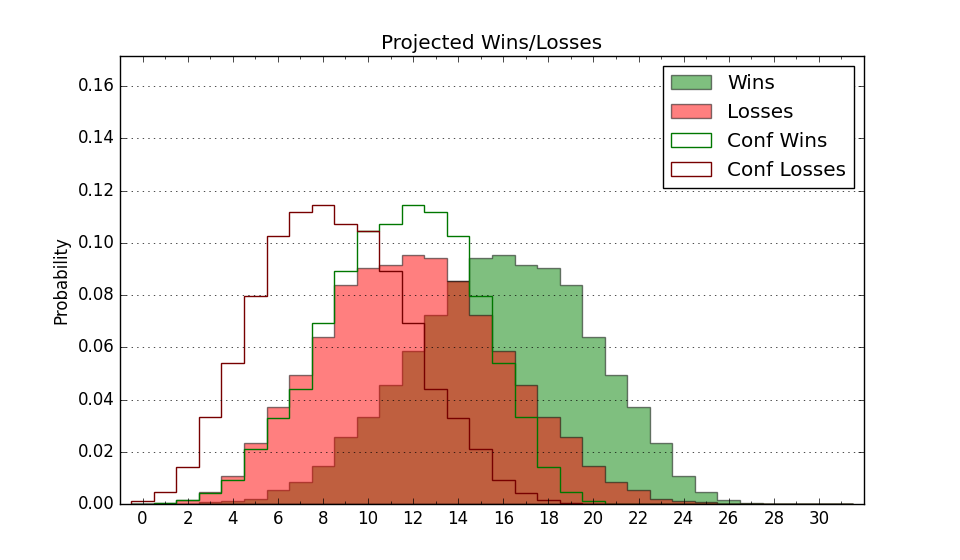 Projected Wins/Losses
Probability
0.16
0.14
0.12
0.10
0.08
0.06
0.04
0.02
0.00
Wins
Losses
Conf Wins
Conf Losses
0 2 4 6 8 10 12 14 16 18 20 22 24 26 28 30